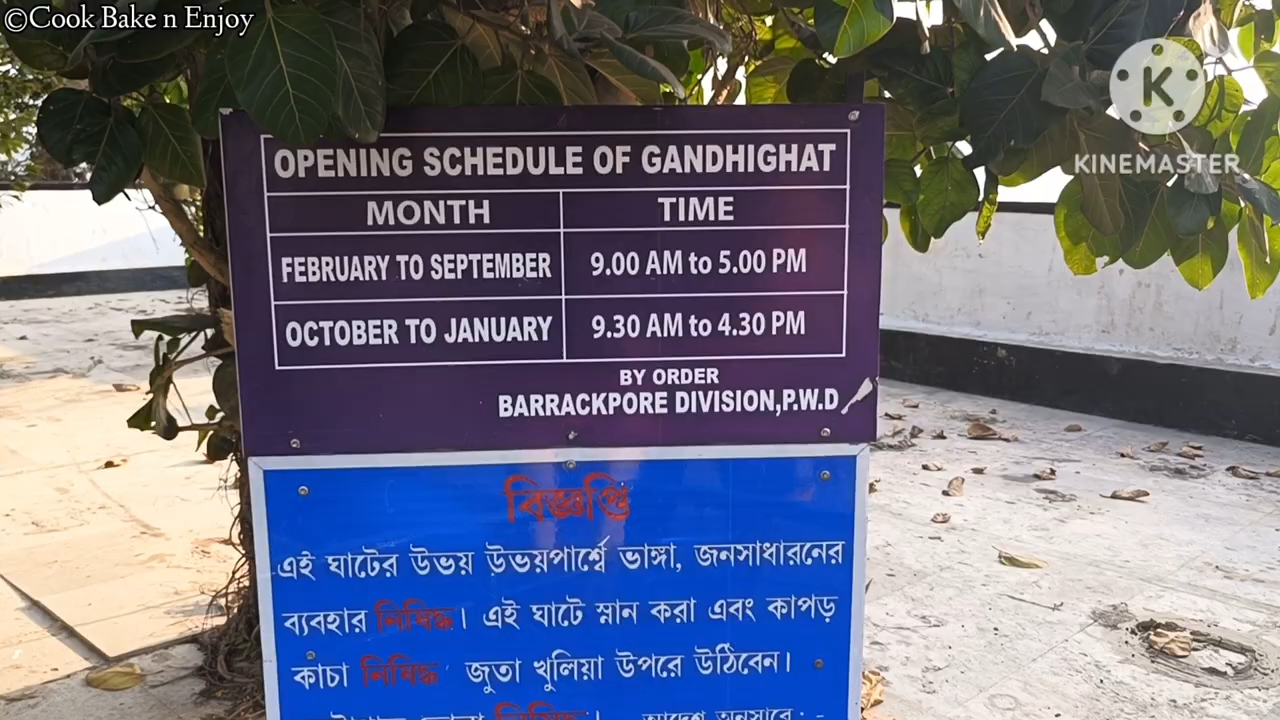 ©Cook Bake n Enjoy
K
KINEMASTER
OPENING SCHEDULE OF GANDHIGHAT
MONTH TIME
FEBRUARY TO SEPTEMBER 9.00 AM to 5.00 PM
OCTOBER TO JANUARY 9.30 AM to 4.30 PM
BY ORDER
BARRACKPORE DIVISION,P.W.D
বিজ্ঞপ্তি
এই ঘাটের উভয় উভয়পার্শ্বে ভাঙ্গা, জনসাধারনের
ব্যবহার নিষিদ্ধ। এই ঘাটে স্নান করা এবং কাপড়
কাঁচা নিষিদ্ধ জুতা খুলিয়া উপরে উঠিবেন।
নিষিদ্ধ। আদেশ অনুসারে : -